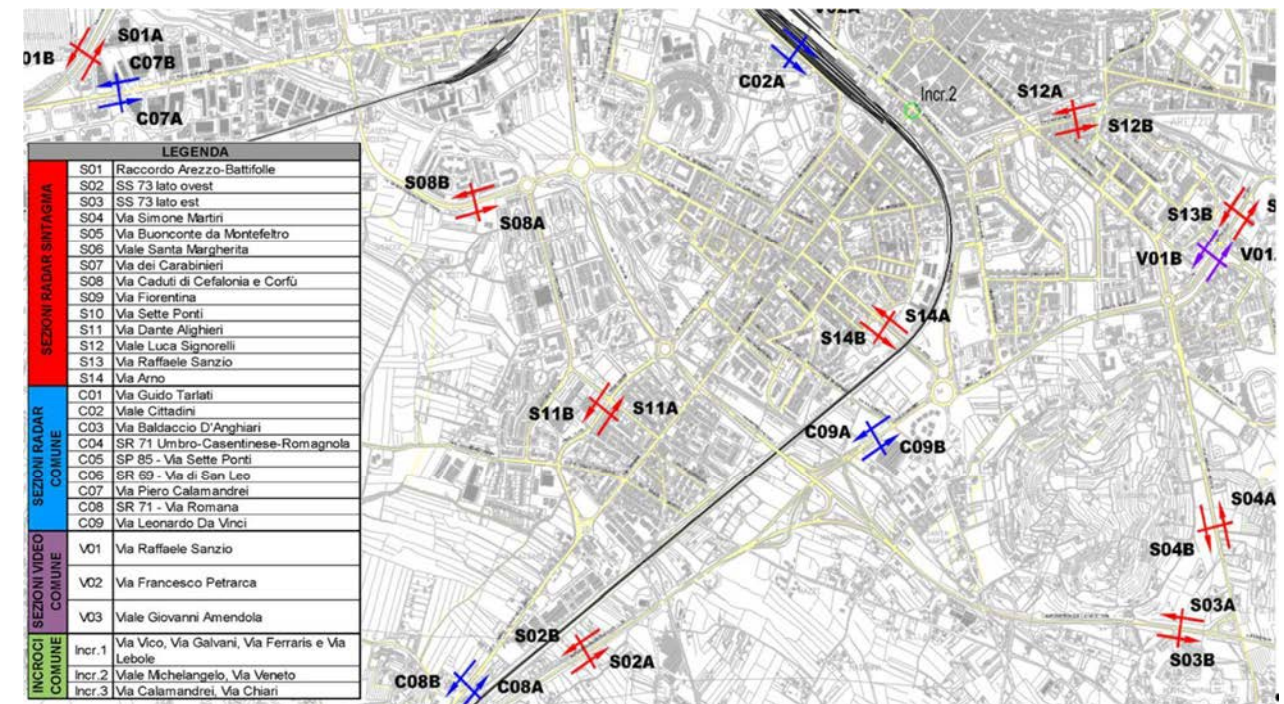 S01A
01B
C07B
C07A
C02A
Incr.2
S12A
S12B
S08B
S08A
S13B
S
V01B
V01
S14A
S14B
S11B
S11A
C09A
C09B
S04A
S04B
S03A
S03B
S02B
S02A
C08B
C08A
LEGENDA
SEZIONI RADAR SINTAGMA
S01 Raccordo Arezzo-Battifolle
S02 SS 73 lato ovest
S03 SS 73 lato est
S04 Via Simone Martiri
S05 Via Buonconte da Montefeltro
S06 Viale Santa Margherita
S07 Via dei Carabinieri
S08 Via Caduti di Cefalonia e Corfù
S09 Via Fiorentina
S10 Via Sette Ponti
S11 Via Dante Alighieri
S12 Viale Luca Signorelli
S13 Via Raffaele Sanzio
S14 Via Arno
SEZIONI RADAR
COMUNE
C01 Via Guido Tarlati
C02 Viale Cittadini
C03 Via Baldaccio D'Anghiari
C04 SR 71 Umbro-Casentinese-Romagnola
C05 SP 85 - Via Sette Ponti
C06 SR 69 - Via di San Leo
C07 Via Piero Calamandrei
C08 SR 71 - Via Romana
C09 Via Leonardo Da Vinci
SEZIONI VIDEO
COMUNE
V01 Via Raffaele Sanzio
V02 Via Francesco Petrarca
V03 Viale Giovanni Amendola
INCROCI
COMUNE
Incr.1 Via Vico, Via Galvani, Via Ferraris e Via
Lebole
Incr.2 Viale Michelangelo, Via Veneto
Incr.3 Via Calamandrei, Via Chiari